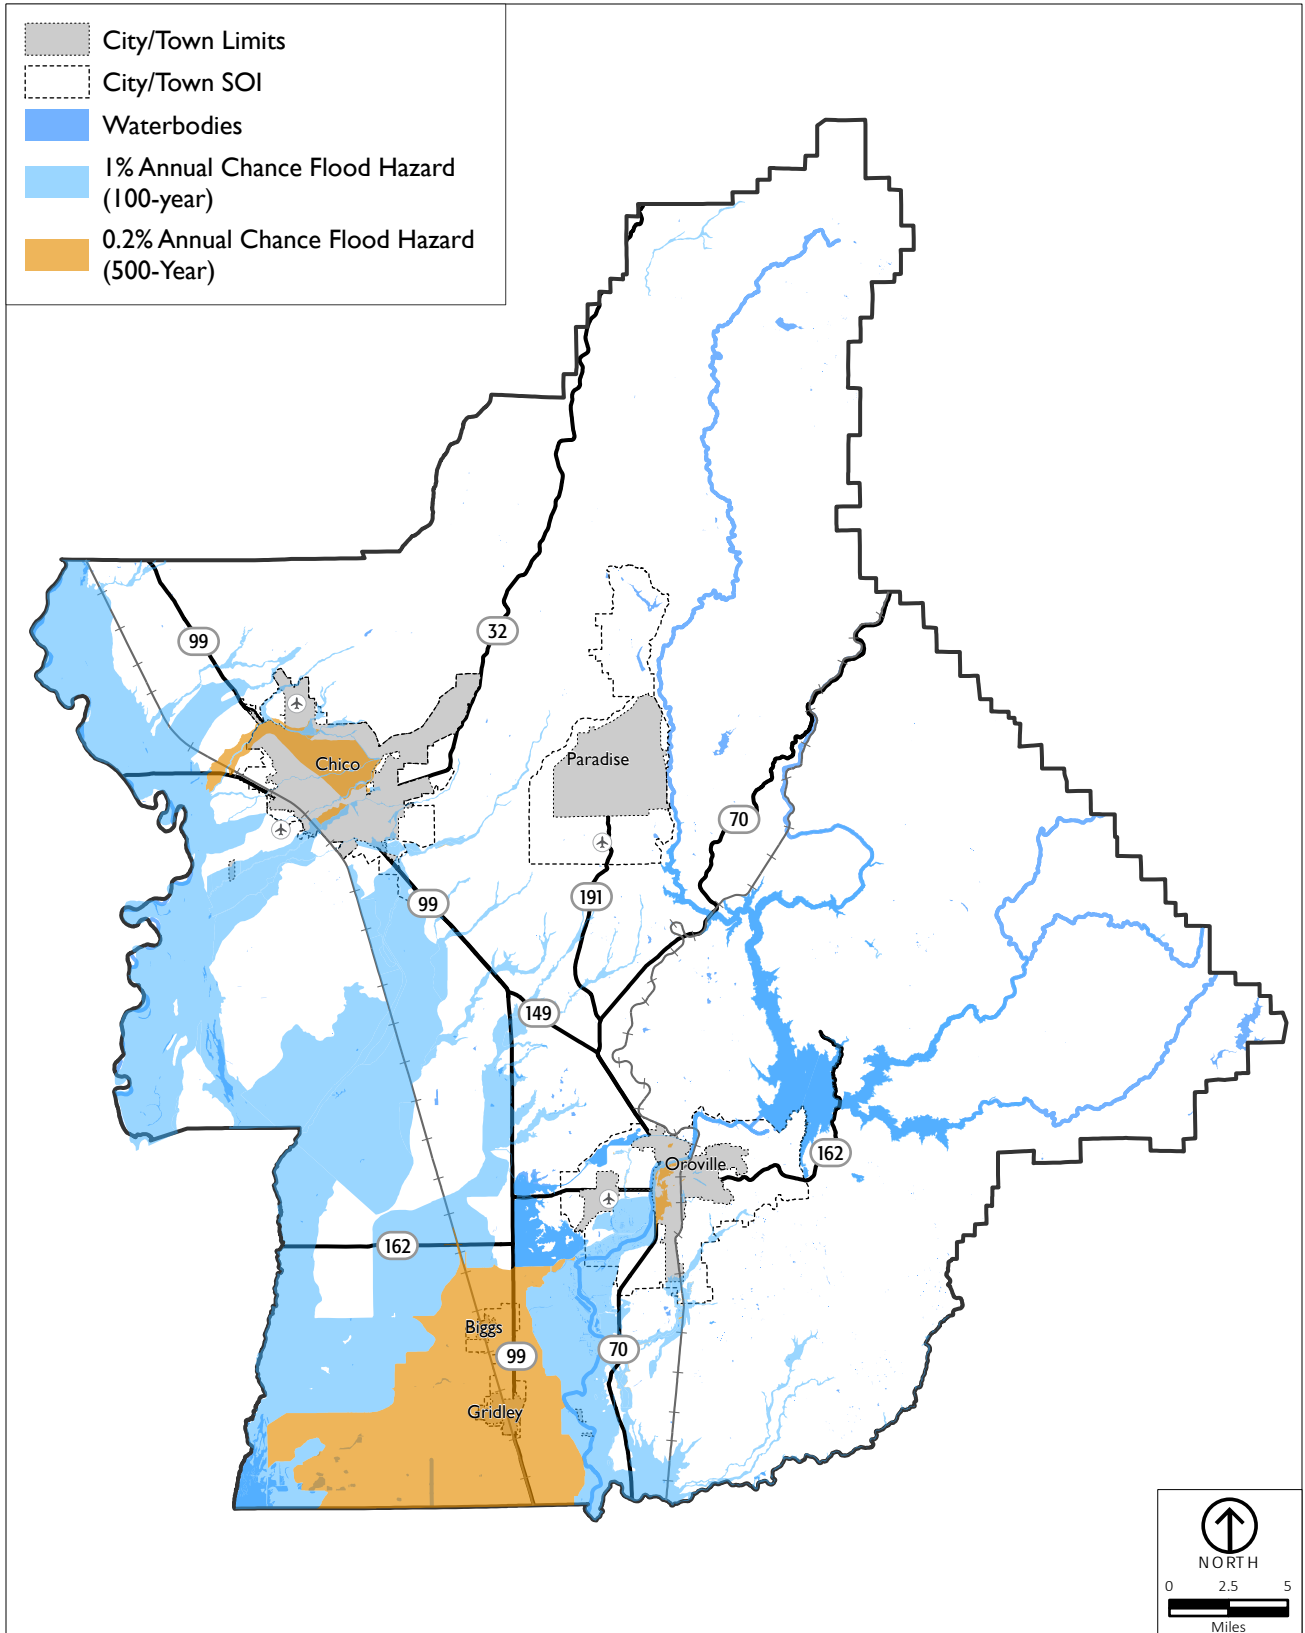 City/Town Limits
City/Town SOI
Waterbodies
1% Annual Chance Flood Hazard
(100-year)
0.2% Annual Chance Flood Hazard
(500-Year)
99
32
Chico
Paradise
70
191
99
149
Oroville
162
162
Biggs
99
70
Gridley
NORTH
0 2.5 5
Miles